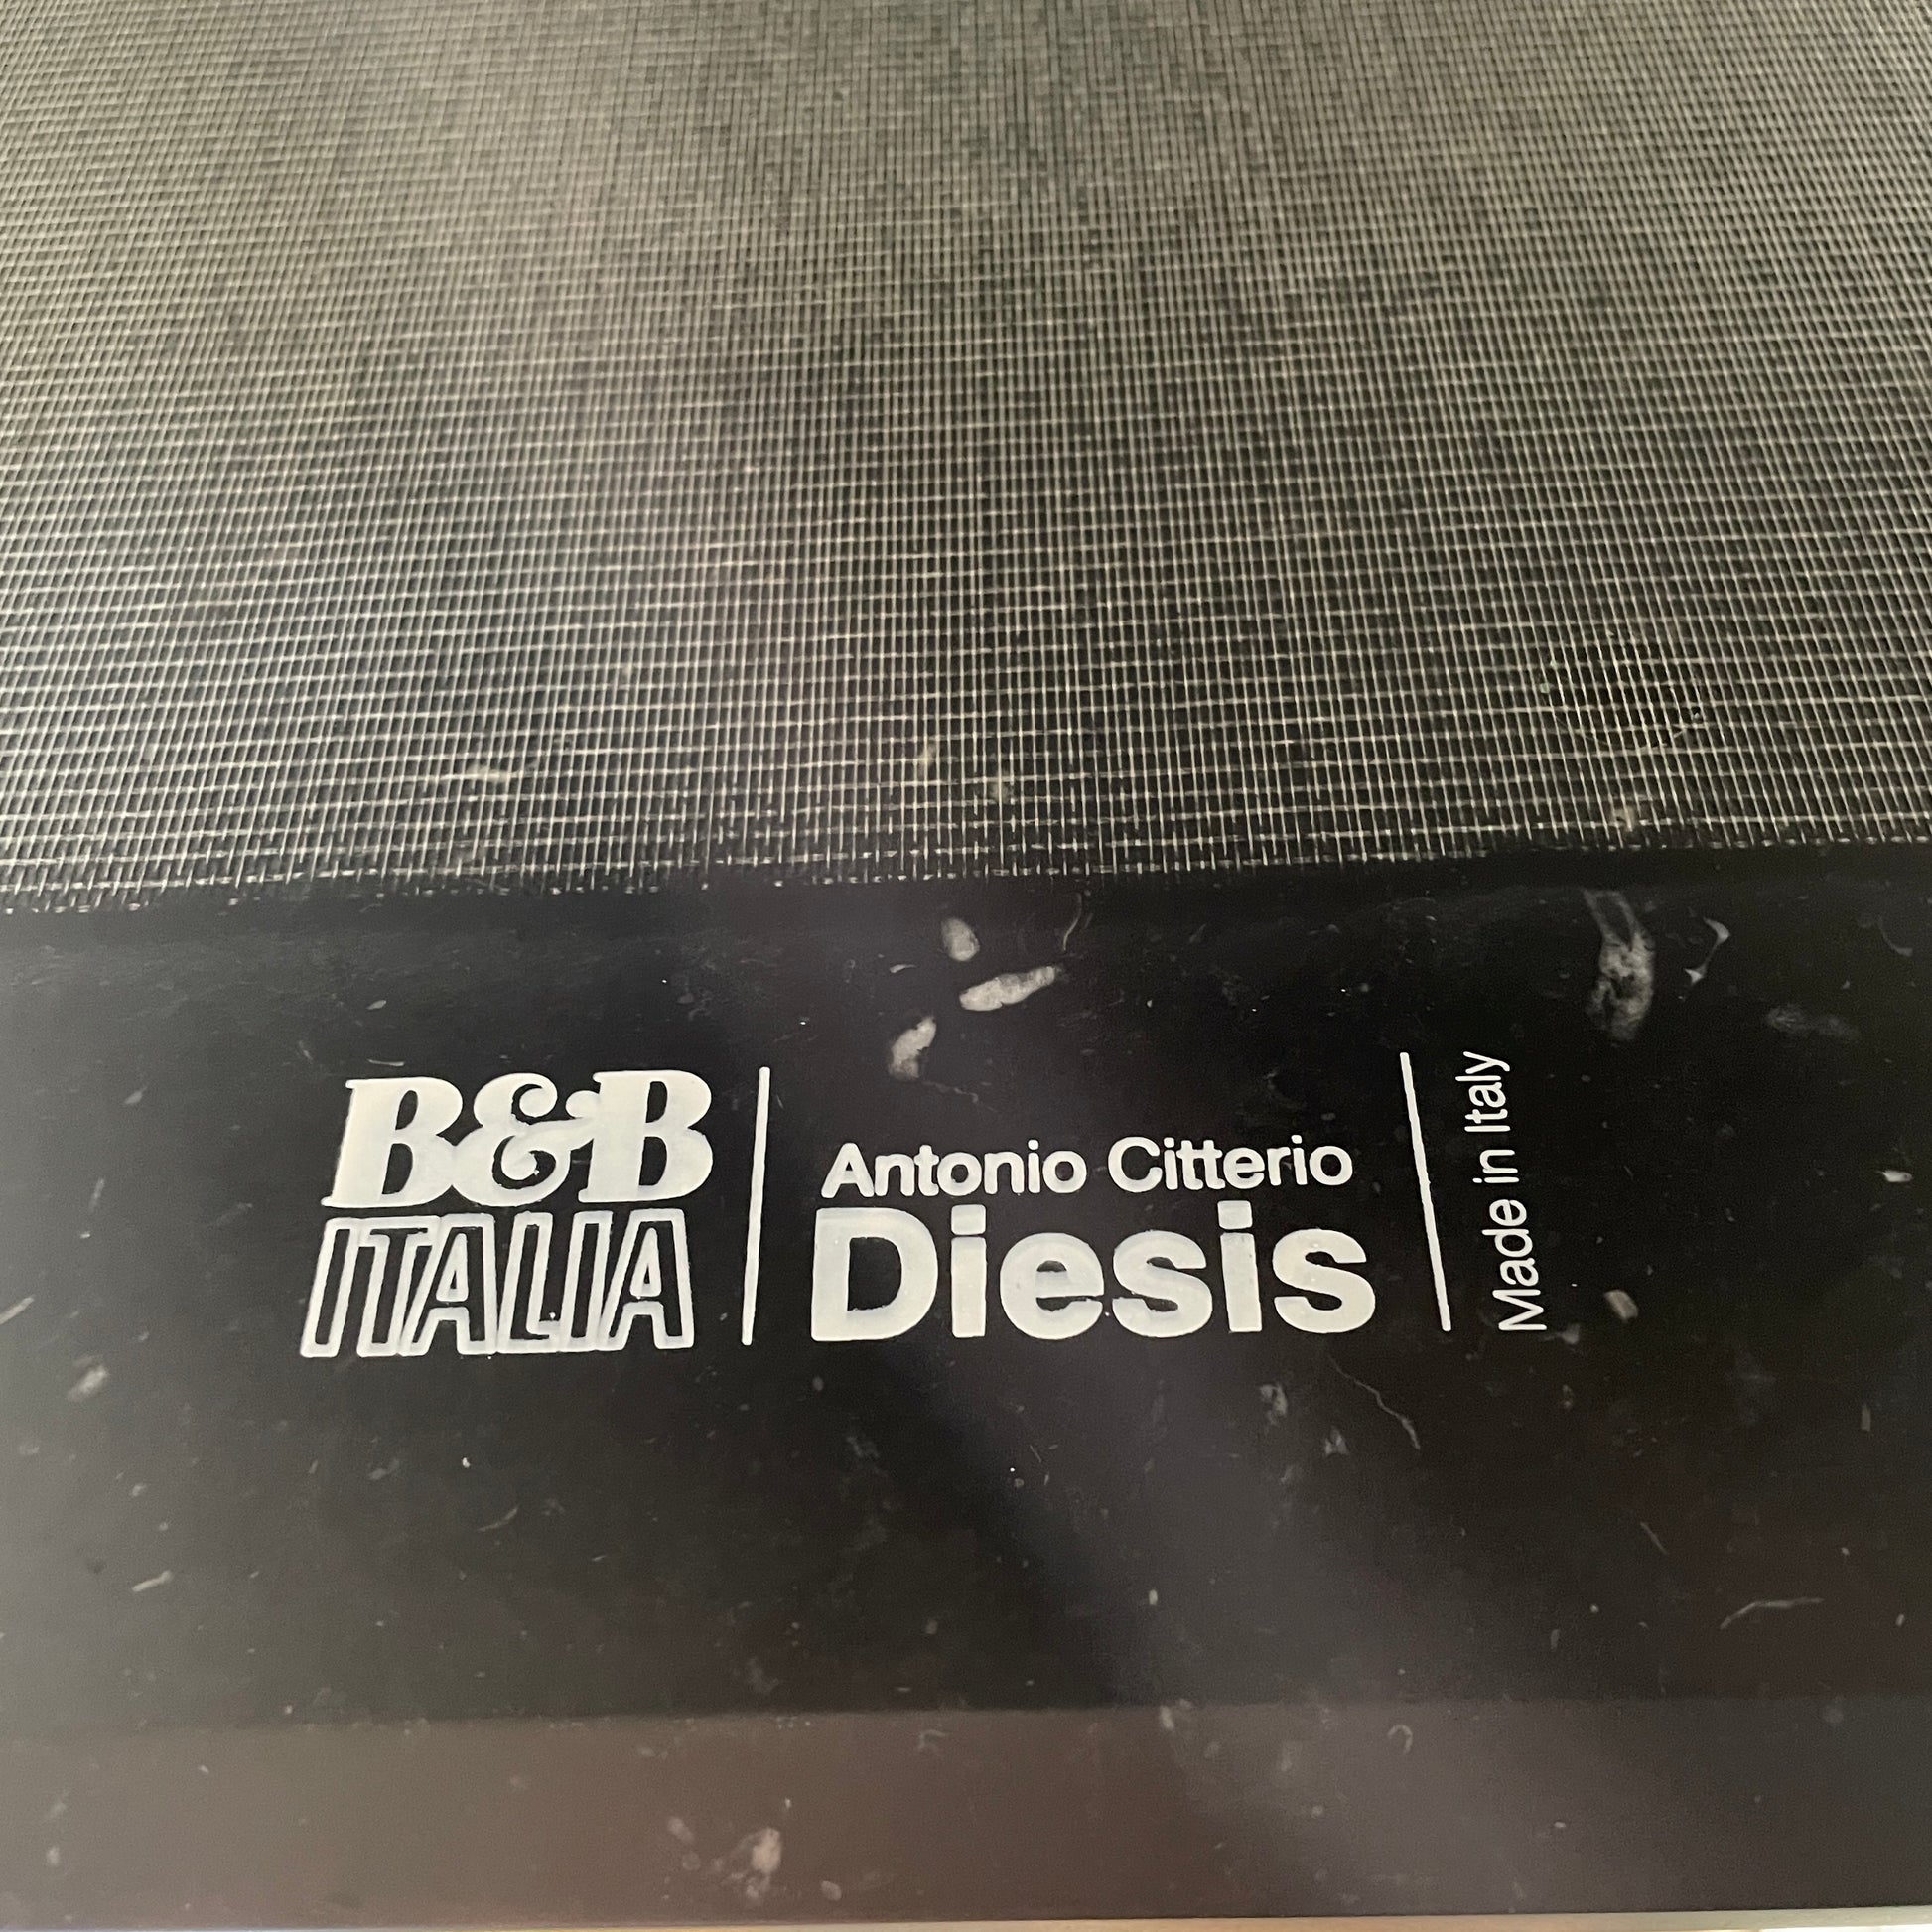 B&B
ITALIA
Antonio Citterio
Diesis
Made in Italy